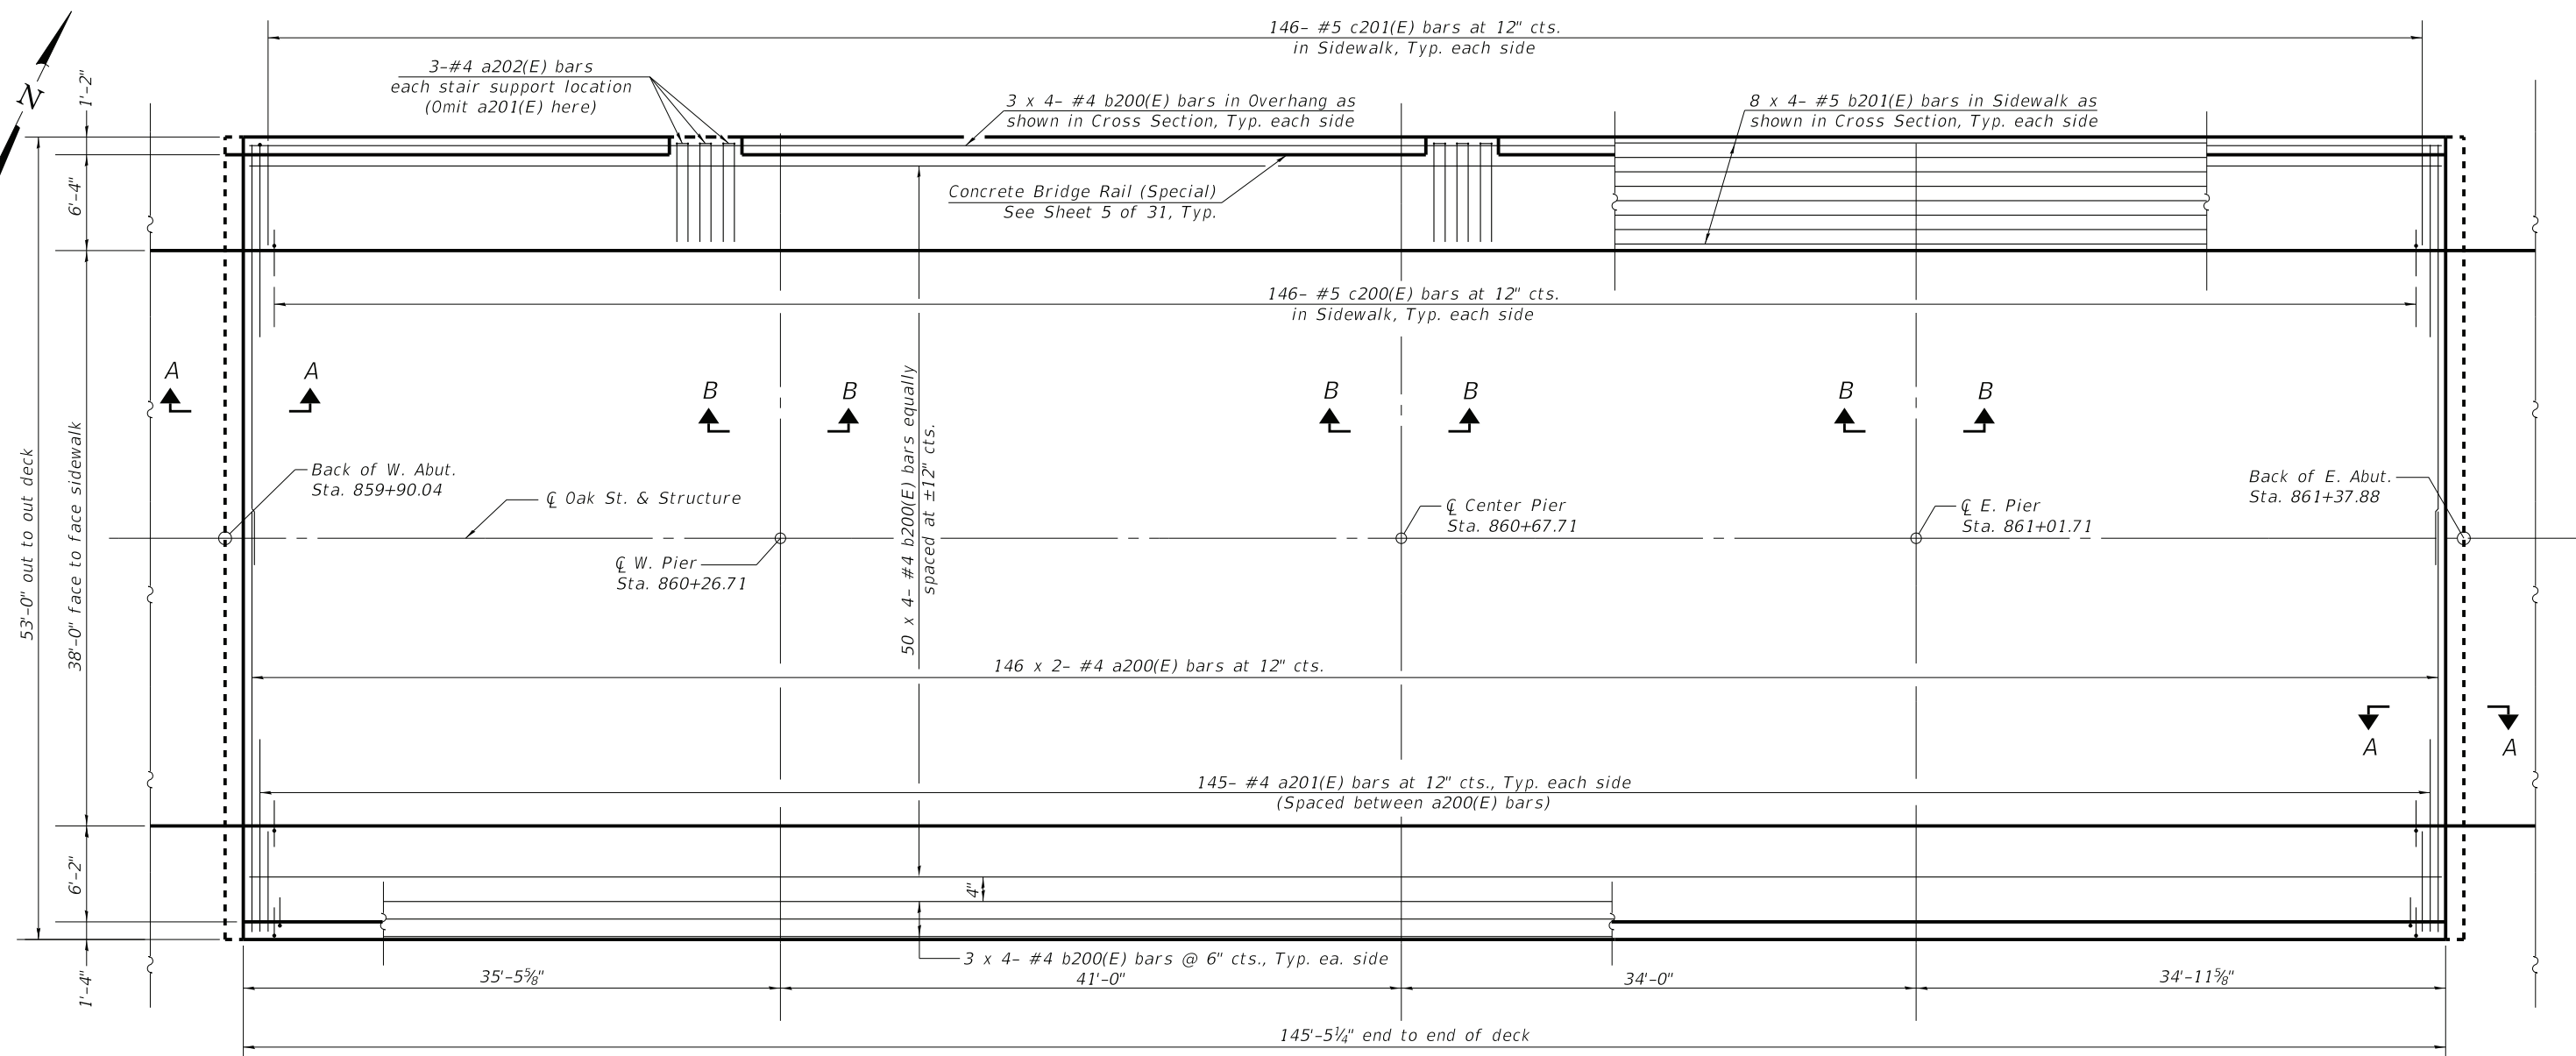 146– #5 c201(E) bars at 12" cts.
in Sidewalk, Typ. each side
3–#4 a202(E) bars
each stair support location
(Omit a201(E) here)
3 x 4– #4 b200(E) bars in Overhang as
shown in Cross Section, Typ. each side
8 x 4– #5 b201(E) bars in Sidewalk as
shown in Cross Section, Typ. each side
N
1'–2"
6'–4"
Concrete Bridge Rail (Special)
See Sheet 5 of 31, Typ.
146– #5 c200(E) bars at 12" cts.
in Sidewalk, Typ. each side
A
A
B
B
B
B
B
B
53'–0" out to out deck
38'–0" face to face sidewalk
50 x 4– #4 b200(E) bars equally
spaced at ±12" cts.
Back of W. Abut.
Sta. 859+90.04
℄ Oak St. & Structure
℄ W. Pier
Sta. 860+26.71
℄ Center Pier
Sta. 860+67.71
℄ E. Pier
Sta. 861+01.71
Back of E. Abut.
Sta. 861+37.88
146 x 2– #4 a200(E) bars at 12" cts.
A
A
145– #4 a201(E) bars at 12" cts., Typ. each side
(Spaced between a200(E) bars)
6'–2"
4"
1'–4"
3 x 4– #4 b200(E) bars @ 6" cts., Typ. ea. side
35'–5⅝"
41'–0"
34'–0"
34'–11⅝"
145'–5¼" end to end of deck